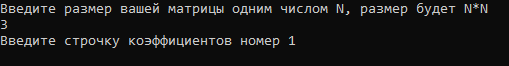 Введите размер вашей матрицы одним числом N, размер будет N*N
3
Введите строчку коэффициентов номер 1